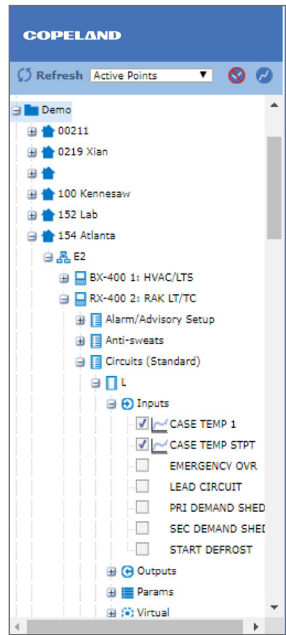 COPELAND
Refresh Active Points
Demo
00211
0219 Xian
100 Kennesaw
152 Lab
154 Atlanta
E2
BX-400 1: HVAC/LTS
RX-400 2: RAK LT/TC
Alarm/Advisory Setup
Anti-sweats
Circuits (Standard)
L
Inputs
CASE TEMP 1
CASE TEMP STPT
EMERGENCY OVR
LEAD CIRCUIT
PRI DEMAND SHED
SEC DEMAND SHED
START DEFROST
Outputs
Params
Virtual